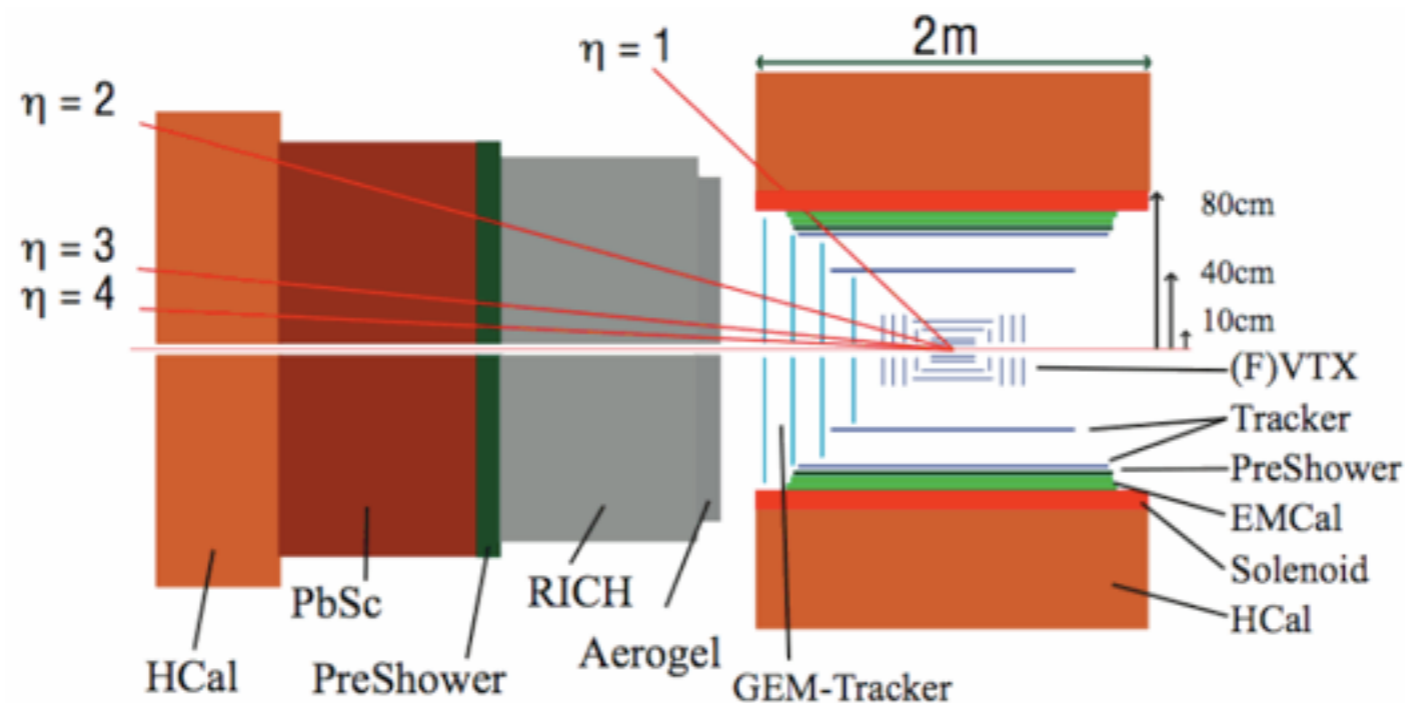 η = 1
2m
η = 2
η = 3
η = 4
80cm
40cm
10cm
(F)VTX
Tracker
PreShower
EMCal
Solenoid
HCal
PbSc
RICH
Aerogel
HCal
PreShower
GEM-Tracker